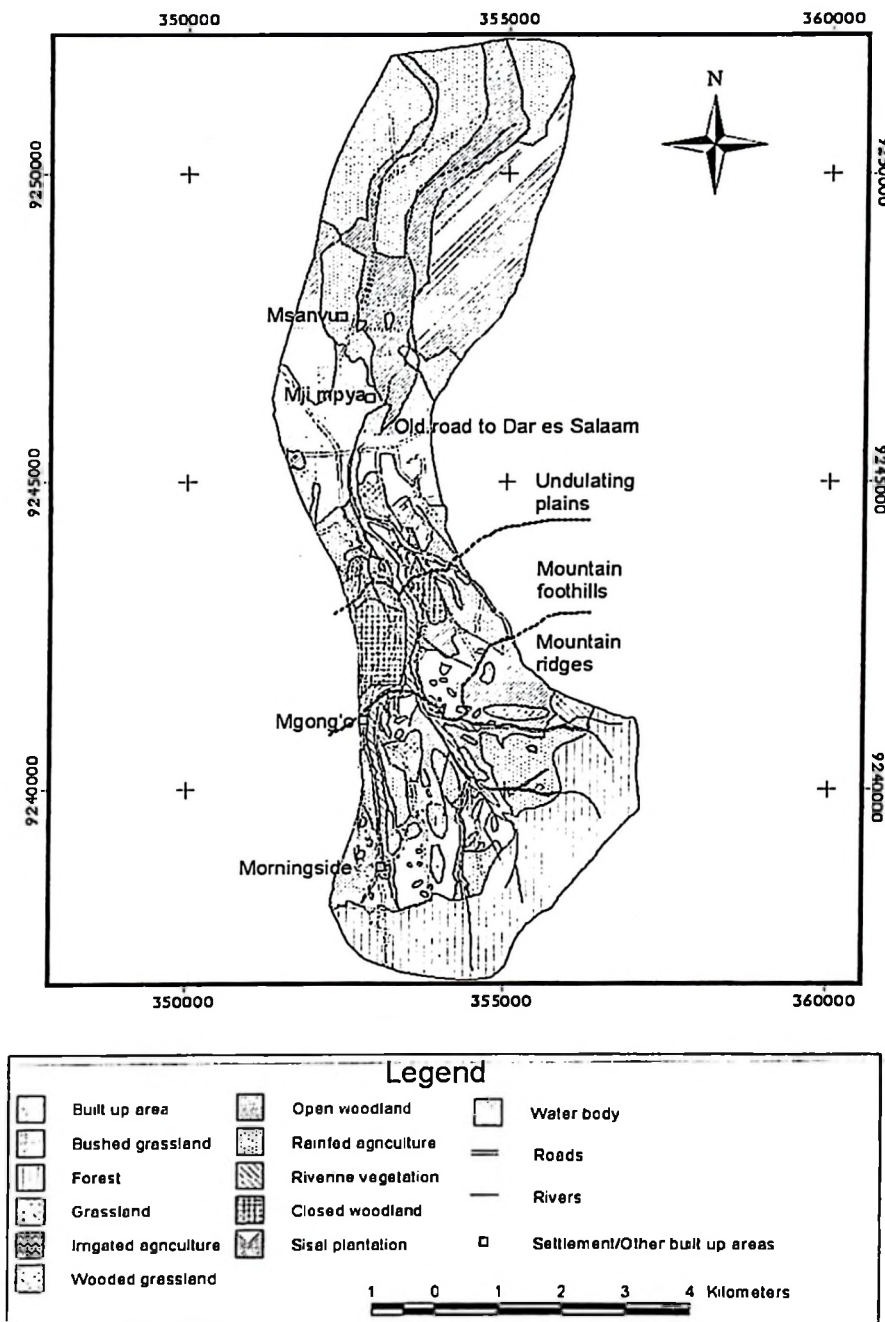 350000 355000 360000
N
9250000 9250000
Msanvu
Mji mpya
Old road to Dar es Salaam
9245000 9245000
Undulating
plains
Mountain
foothills
Mountain
ridges
Mgong'o
9240000 9240000
Morningside
350000 355000 360000
Legend
Built up area
Bushed grassland
Forest
Grassland
Irrigated agnculture
Wooded grassland
Open woodland
Rainfed agnculture
Rivenne vegetation
Closed woodland
Sisal plantation
Water body
Roads
Rivers
Settlement/Other built up areas
1 0 1 2 3 4 Kilometers